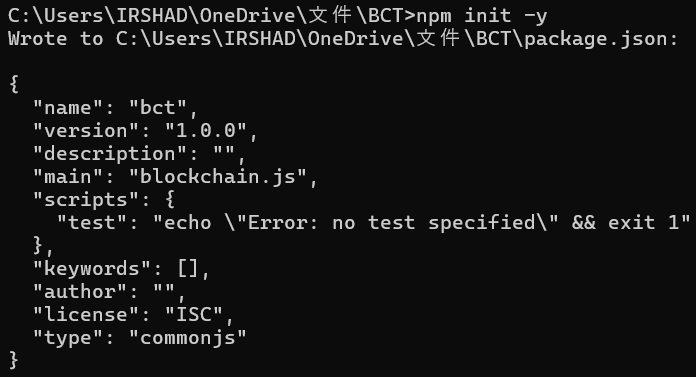 C:\Users\IRSHAD\OneDrive\文件\BCT>npm init -y
Wrote to C:\Users\IRSHAD\OneDrive\文件\BCT\package.json:
{
  "name": "bct",
  "version": "1.0.0",
  "description": "",
  "main": "blockchain.js",
  "scripts": {
    "test": "echo \"Error: no test specified\" && exit 1"
  },
  "keywords": [],
  "author": "",
  "license": "ISC",
  "type": "commonjs"
}